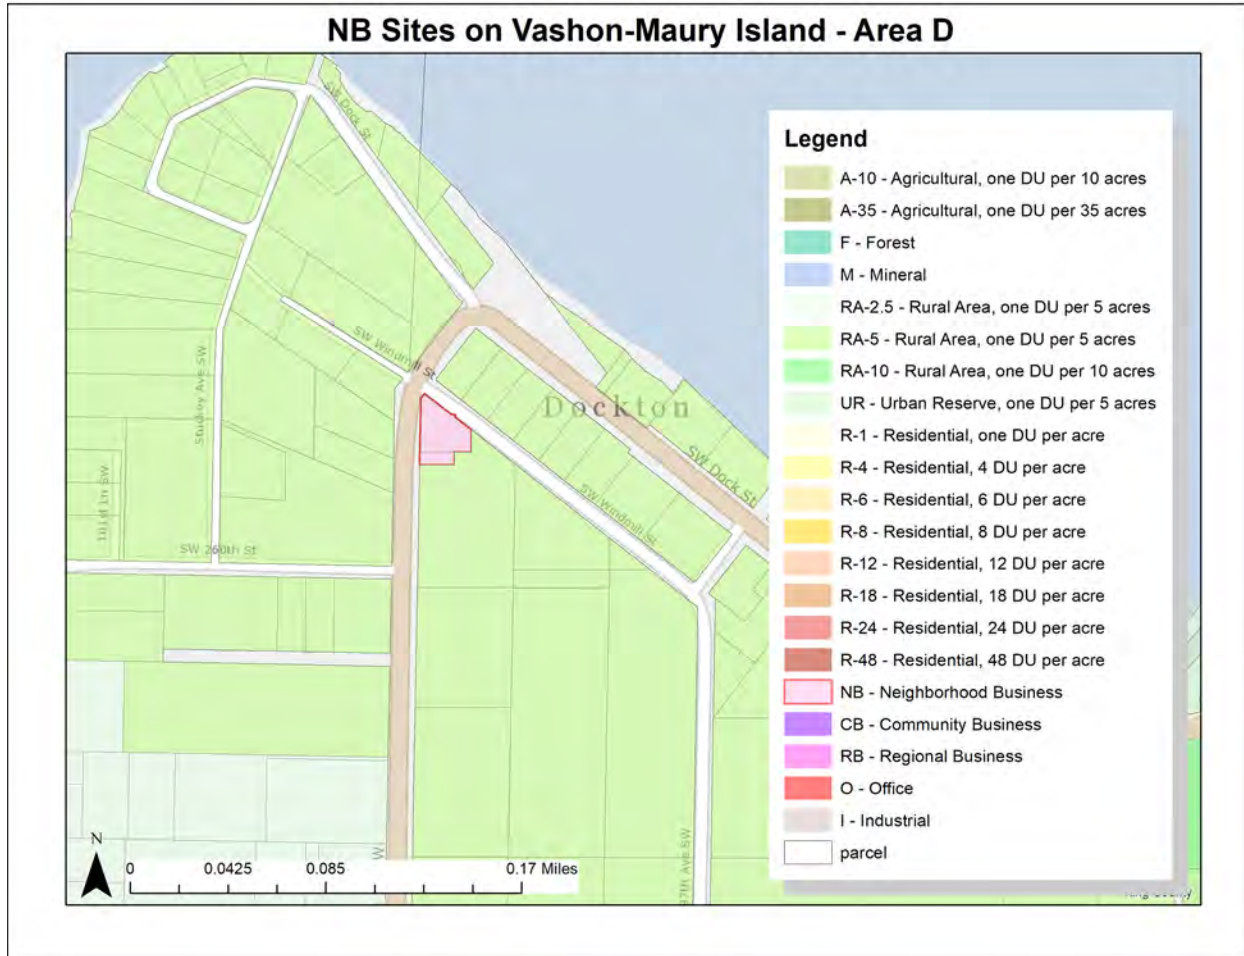 NB Sites on Vashon-Maury Island - Area D
SW Dock St
Legend
A-10 - Agricultural, one DU per 10 acres
A-35 - Agricultural, one DU per 35 acres
F - Forest
M - Mineral
RA-2.5 - Rural Area, one DU per 5 acres
RA-5 - Rural Area, one DU per 5 acres
RA-10 - Rural Area, one DU per 10 acres
UR - Urban Reserve, one DU per 5 acres
R-1 - Residential, one DU per acre
R-4 - Residential, 4 DU per acre
R-6 - Residential, 6 DU per acre
R-8 - Residential, 8 DU per acre
R-12 - Residential, 12 DU per acre
R-18 - Residential, 18 DU per acre
R-24 - Residential, 24 DU per acre
R-48 - Residential, 48 DU per acre
NB - Neighborhood Business
CB - Community Business
RB - Regional Business
O - Office
I - Industrial
parcel
SW Windmill St
Stuckey Ave SW
Dockton
SW Dock St
101st Ln SW
SW Windmill St
SW 260th St
97th Ave SW
W
N
0 0.0425 0.085 0.17 Miles